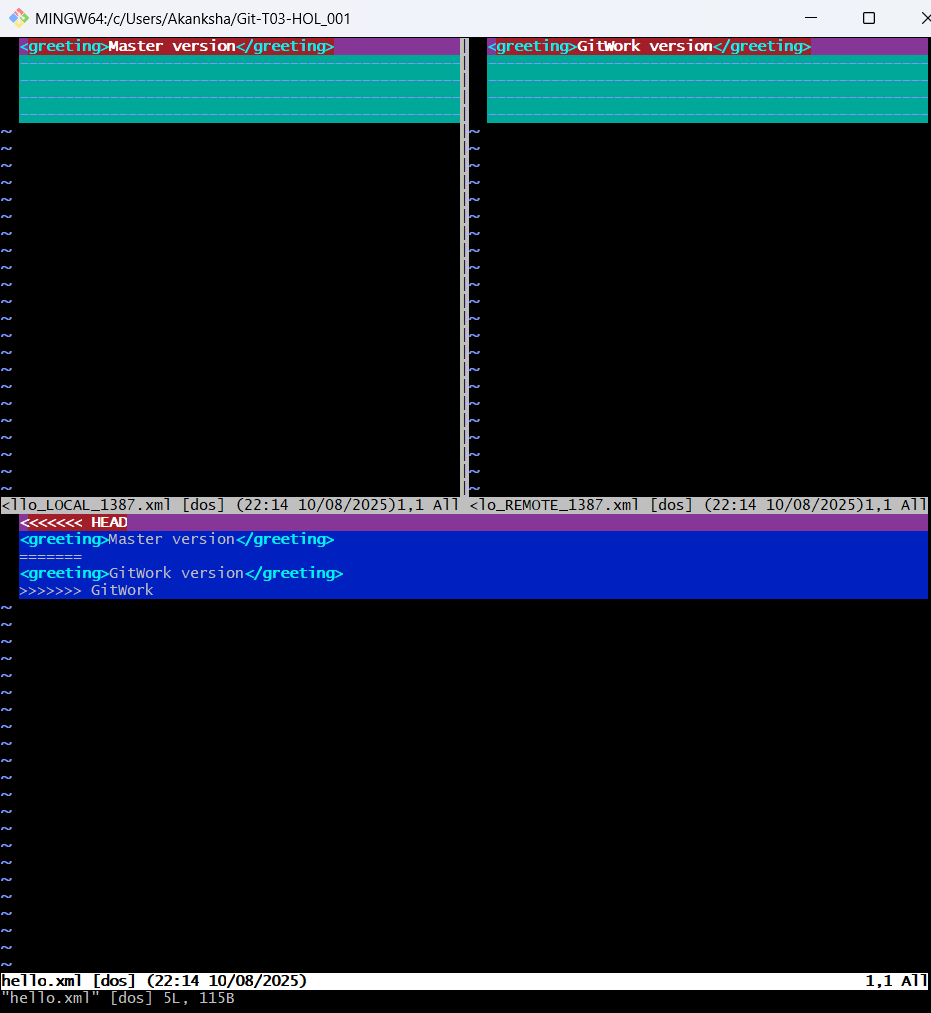 MINGW64:/c/Users/Akanksha/Git-T03-HOL_001
<greeting>Master version</greeting>
<greeting>GitWork version</greeting>
<llo_LOCAL_1387.xml [dos] (22:14 10/08/2025)1,1 All
<lo_REMOTE_1387.xml [dos] (22:14 10/08/2025)1,1 All
<<<<<<< HEAD
<greeting>Master version</greeting>
=======
<greeting>GitWork version</greeting>
>>>>>>> GitWork
hello.xml [dos] (22:14 10/08/2025) 1,1 All
"hello.xml" [dos] 5L, 115B